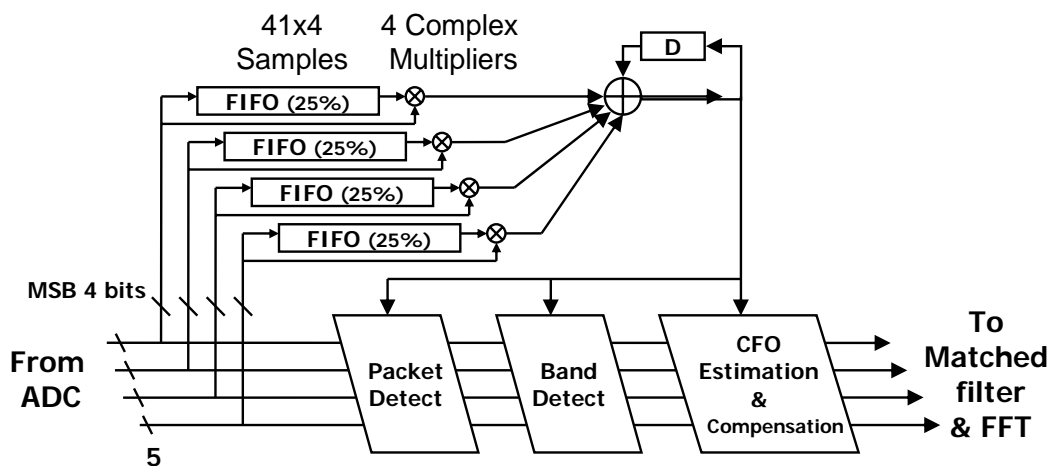 41x4
Samples
4 Complex
Multipliers
D
FIFO (25%)
FIFO (25%)
FIFO (25%)
FIFO (25%)
MSB 4 bits
From
ADC
5
Packet
Detect
Band
Detect
CFO
Estimation
&
Compensation
To
Matched
filter
& FFT